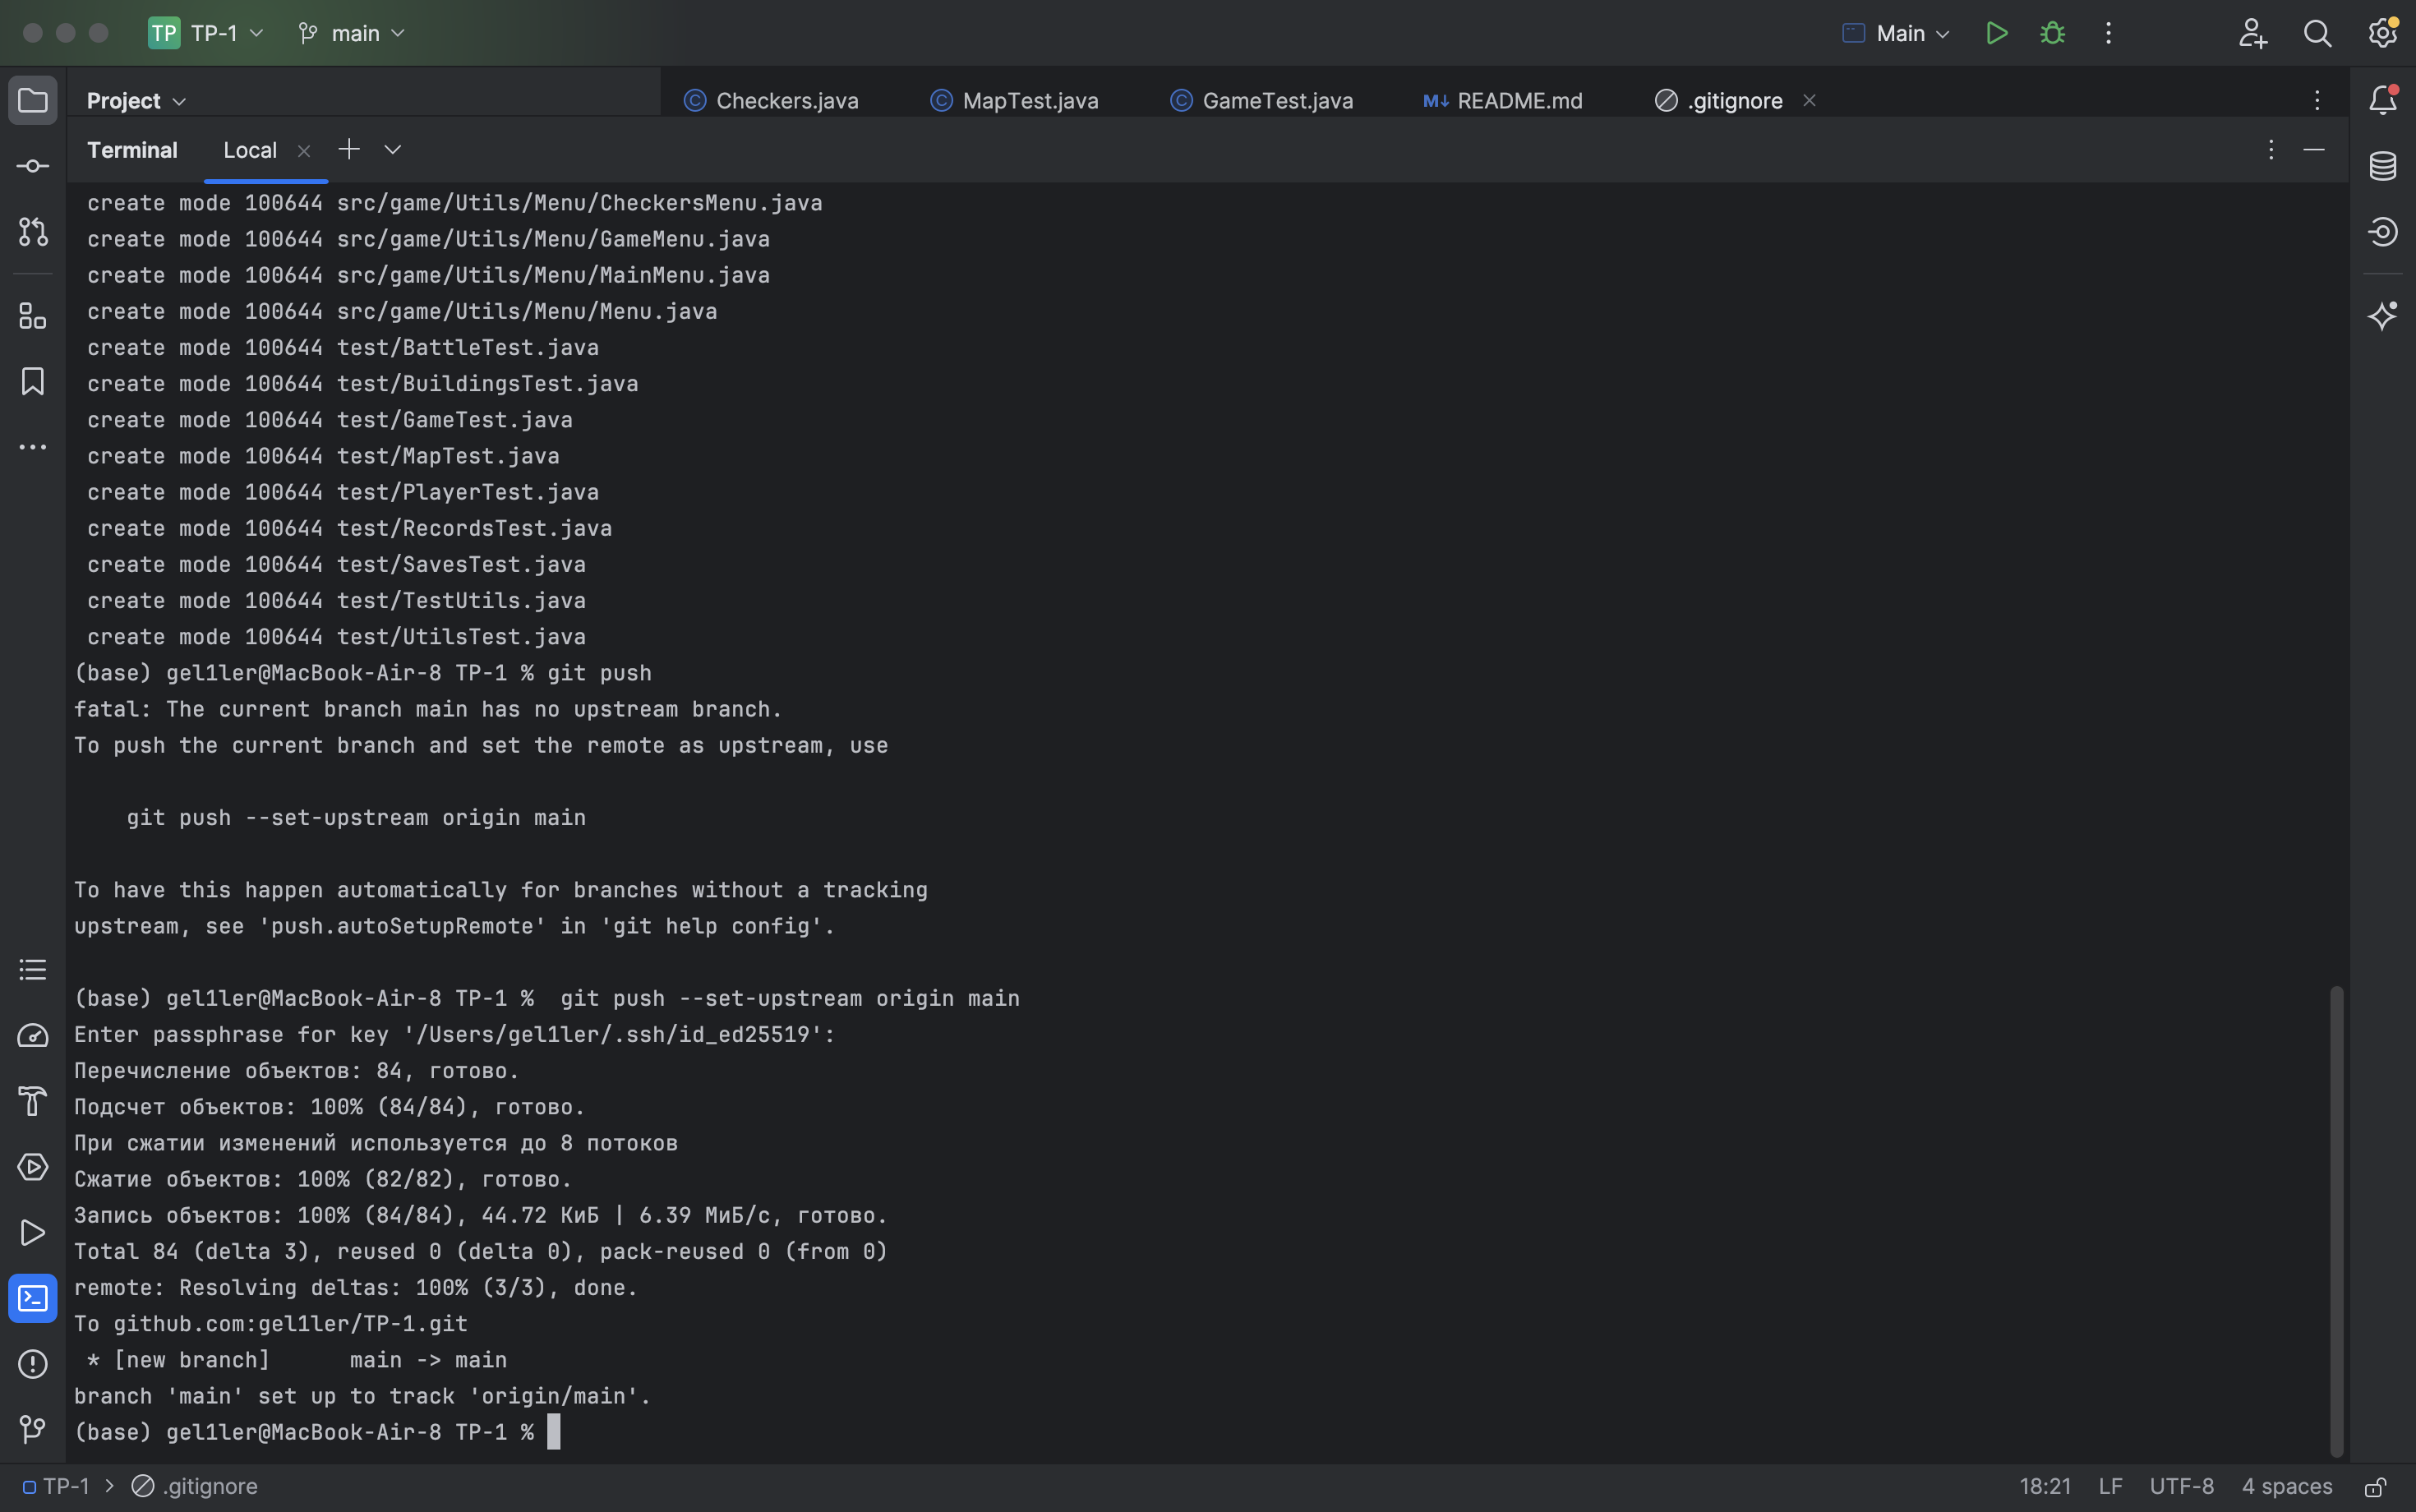 TP TP-1 main Main
Project Checkers.java MapTest.java GameTest.java M↓ README.md .gitignore
Terminal Local
create mode 100644 src/game/Utils/Menu/CheckersMenu.java
create mode 100644 src/game/Utils/Menu/GameMenu.java
create mode 100644 src/game/Utils/Menu/MainMenu.java
create mode 100644 src/game/Utils/Menu/Menu.java
create mode 100644 test/BattleTest.java
create mode 100644 test/BuildingsTest.java
create mode 100644 test/GameTest.java
create mode 100644 test/MapTest.java
create mode 100644 test/PlayerTest.java
create mode 100644 test/RecordsTest.java
create mode 100644 test/SavesTest.java
create mode 100644 test/TestUtils.java
create mode 100644 test/UtilsTest.java
(base) gel1ler@MacBook-Air-8 TP-1 % git push
fatal: The current branch main has no upstream branch.
To push the current branch and set the remote as upstream, use
git push --set-upstream origin main
To have this happen automatically for branches without a tracking
upstream, see 'push.autoSetupRemote' in 'git help config'.
(base) gel1ler@MacBook-Air-8 TP-1 %  git push --set-upstream origin main
Enter passphrase for key '/Users/gel1ler/.ssh/id_ed25519':
Перечисление объектов: 84, готово.
Подсчет объектов: 100% (84/84), готово.
При сжатии изменений используется до 8 потоков
Сжатие объектов: 100% (82/82), готово.
Запись объектов: 100% (84/84), 44.72 КиБ | 6.39 МиБ/с, готово.
Total 84 (delta 3), reused 0 (delta 0), pack-reused 0 (from 0)
remote: Resolving deltas: 100% (3/3), done.
To github.com:gel1ler/TP-1.git
* [new branch]      main -> main
branch 'main' set up to track 'origin/main'.
(base) gel1ler@MacBook-Air-8 TP-1 %
TP-1 > .gitignore 18:21 LF UTF-8 4 spaces